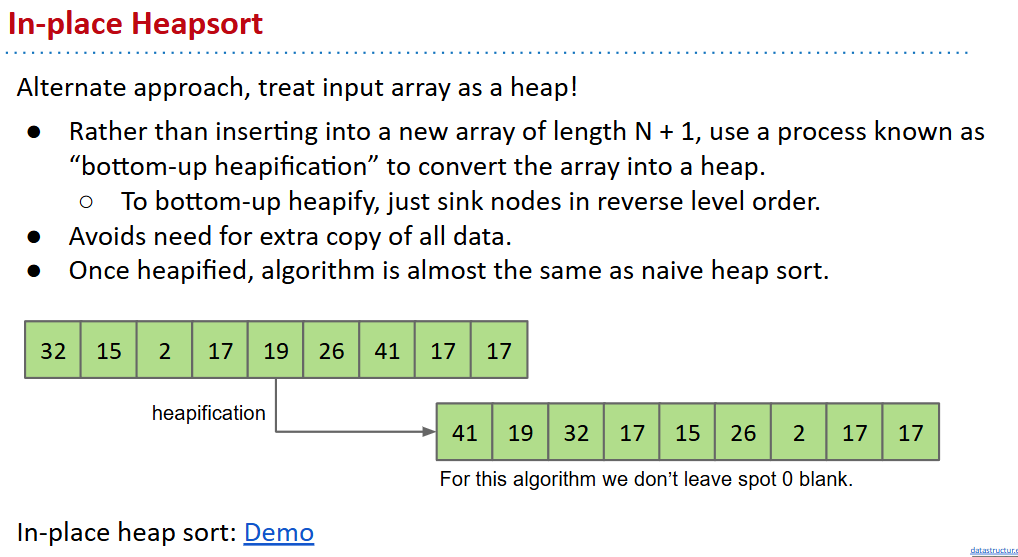 In-place Heapsort
Alternate approach, treat input array as a heap!
● Rather than inserting into a new array of length N + 1, use a process known as
“bottom-up heapification” to convert the array into a heap.
○ To bottom-up heapify, just sink nodes in reverse level order.
● Avoids need for extra copy of all data.
● Once heapified, algorithm is almost the same as naive heap sort.
32 15 2 17 19 26 41 17 17
heapification
41 19 32 17 15 26 2 17 17
For this algorithm we don’t leave spot 0 blank.
In-place heap sort: Demo